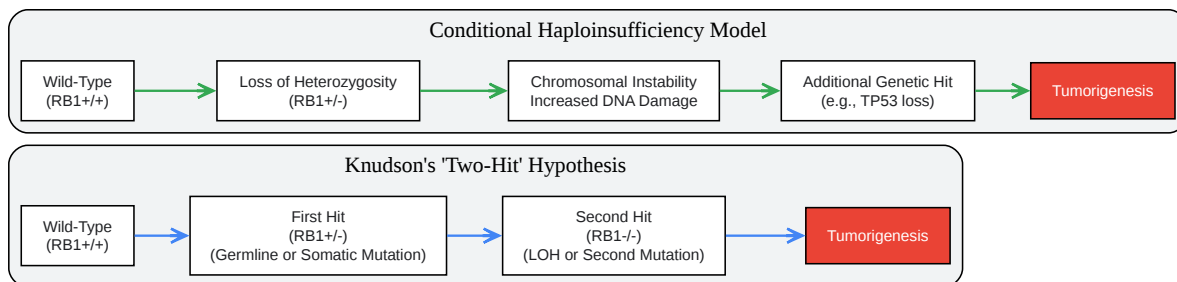 Conditional Haploinsufficiency Model
Wild-Type
(RB1+/+)
Loss of Heterozygosity
(RB1+/-)
Chromosomal Instability
Increased DNA Damage
Additional Genetic Hit
(e.g., TP53 loss)
Tumorigenesis
Knudson's 'Two-Hit' Hypothesis
Wild-Type
(RB1+/+)
First Hit
(RB1+/-)
(Germline or Somatic Mutation)
Second Hit
(RB1-/-)
(LOH or Second Mutation)
Tumorigenesis